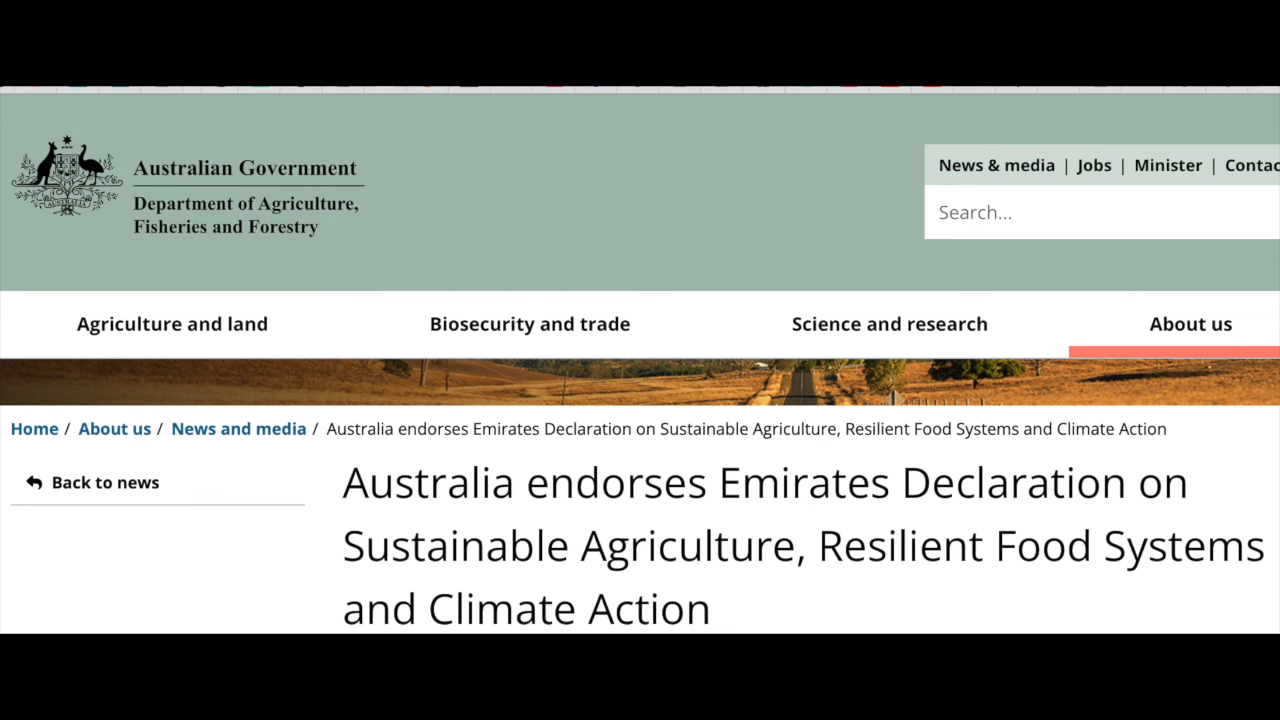 Australian Government
Department of Agriculture,
Fisheries and Forestry
AUSTRALIA
News & media | Jobs | Minister |
Search...
Agriculture and land
Biosecurity and trade
Science and research
About us
Home / About us / News and media / Australia endorses Emirates Declaration on Sustainable Agriculture, Resilient Food Systems and Climate Action
Back to news
Australia endorses Emirates Declaration on
Sustainable Agriculture, Resilient Food Systems
and Climate Action